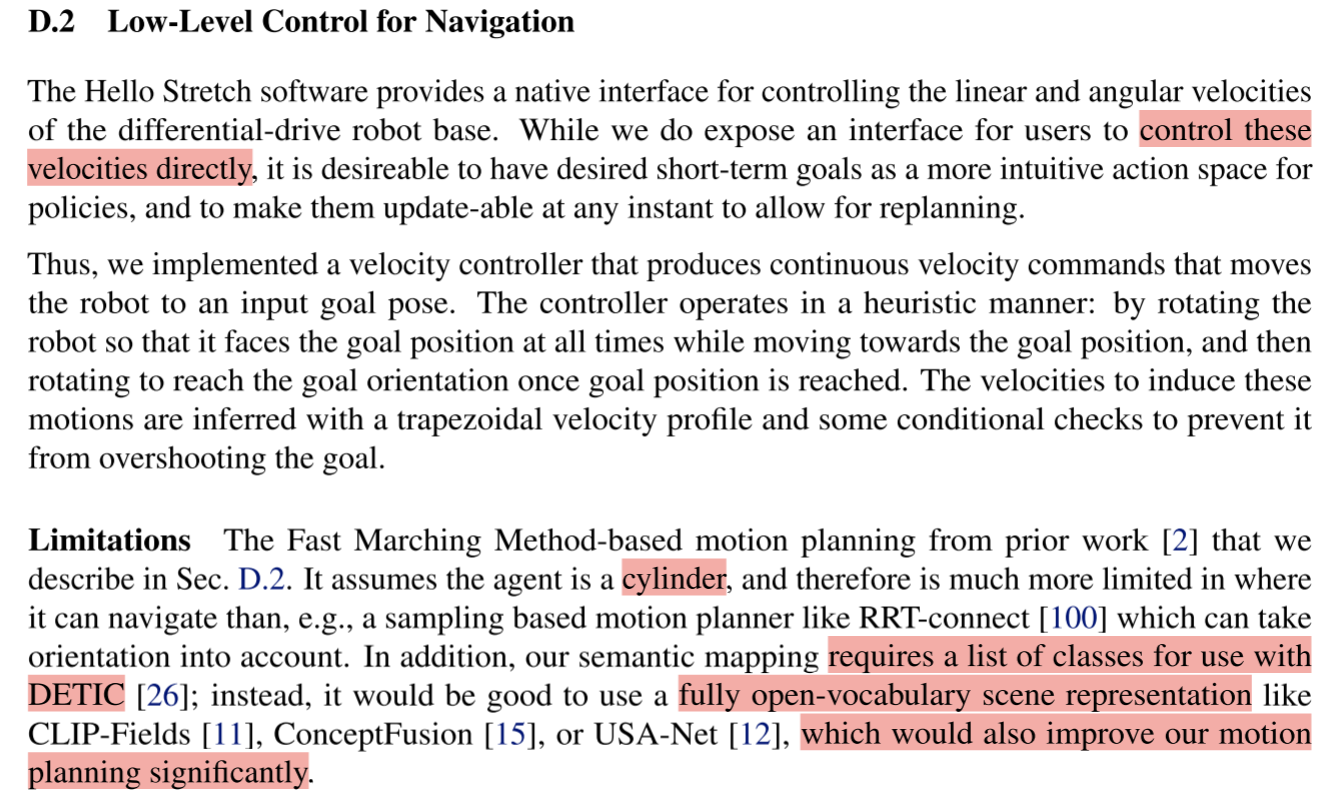 D.2 Low-Level Control for Navigation
The Hello Stretch software provides a native interface for controlling the linear and angular velocities
of the differential-drive robot base. While we do expose an interface for users to control these
velocities directly, it is desireable to have desired short-term goals as a more intuitive action space for
policies, and to make them update-able at any instant to allow for replanning.
Thus, we implemented a velocity controller that produces continuous velocity commands that moves
the robot to an input goal pose. The controller operates in a heuristic manner: by rotating the
robot so that it faces the goal position at all times while moving towards the goal position, and then
rotating to reach the goal orientation once goal position is reached. The velocities to induce these
motions are inferred with a trapezoidal velocity profile and some conditional checks to prevent it
from overshooting the goal.
Limitations The Fast Marching Method-based motion planning from prior work [2] that we
describe in Sec. D.2. It assumes the agent is a cylinder, and therefore is much more limited in where
it can navigate than, e.g., a sampling based motion planner like RRT-connect [100] which can take
orientation into account. In addition, our semantic mapping requires a list of classes for use with
DETIC [26]; instead, it would be good to use a fully open-vocabulary scene representation like
CLIP-Fields [11], ConceptFusion [15], or USA-Net [12], which would also improve our motion
planning significantly.